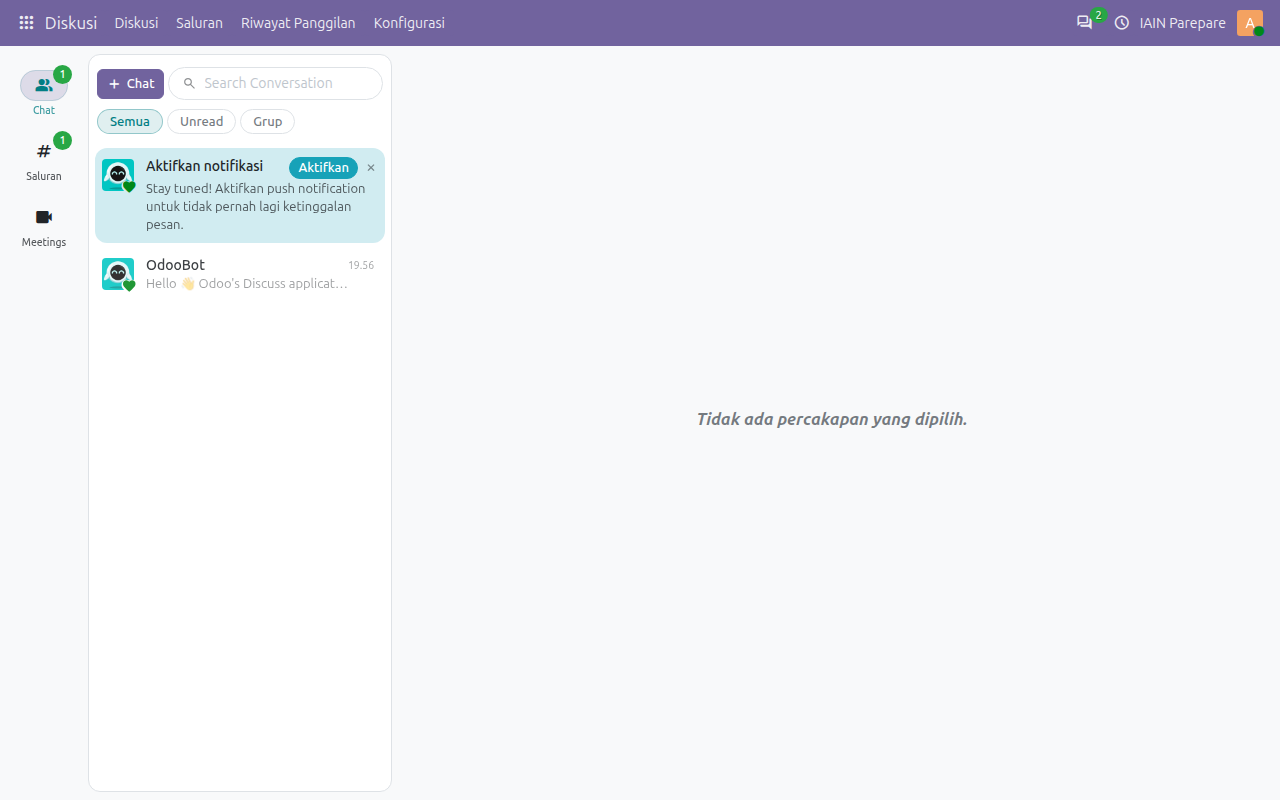 Diskusi Diskusi Saluran Riwayat Panggilan Konfigurasi 2 IAIN Parepare A
1
Chat
1
Saluran
Meetings
+ Chat Search Conversation
Semua Unread Grup
Aktifkan notifikasi Aktifkan ×
Stay tuned! Aktifkan push notification
untuk tidak pernah lagi ketinggalan
pesan.
OdooBot 19.56
Hello 👋 Odoo's Discuss applicat…
Tidak ada percakapan yang dipilih.